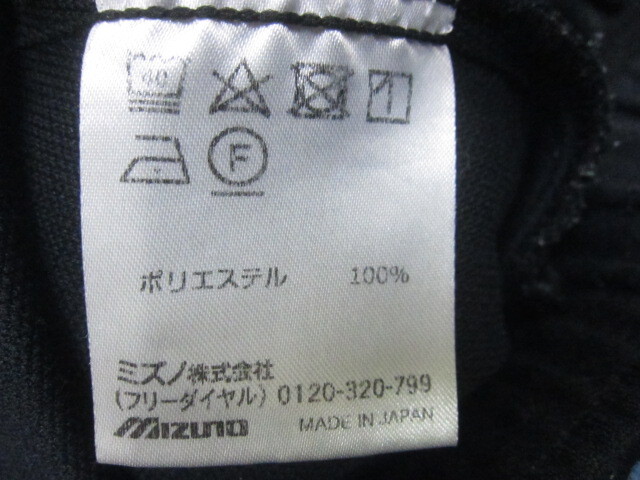 40
F
ポリエステル 100%
ミズノ株式会社
(フリーダイヤル) 0120-320-799
MIZUNO MADE IN JAPAN